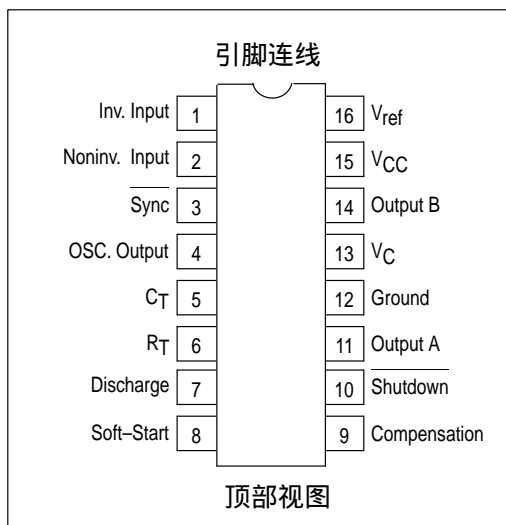 引脚连线
Inv. Input 1 16 Vref
Noninv. Input 2 15 VCC
Sync 3 14 Output B
OSC. Output 4 13 VC
CT 5 12 Ground
RT 6 11 Output A
Discharge 7 10 Shutdown
Soft–Start 8 9 Compensation
顶部视图